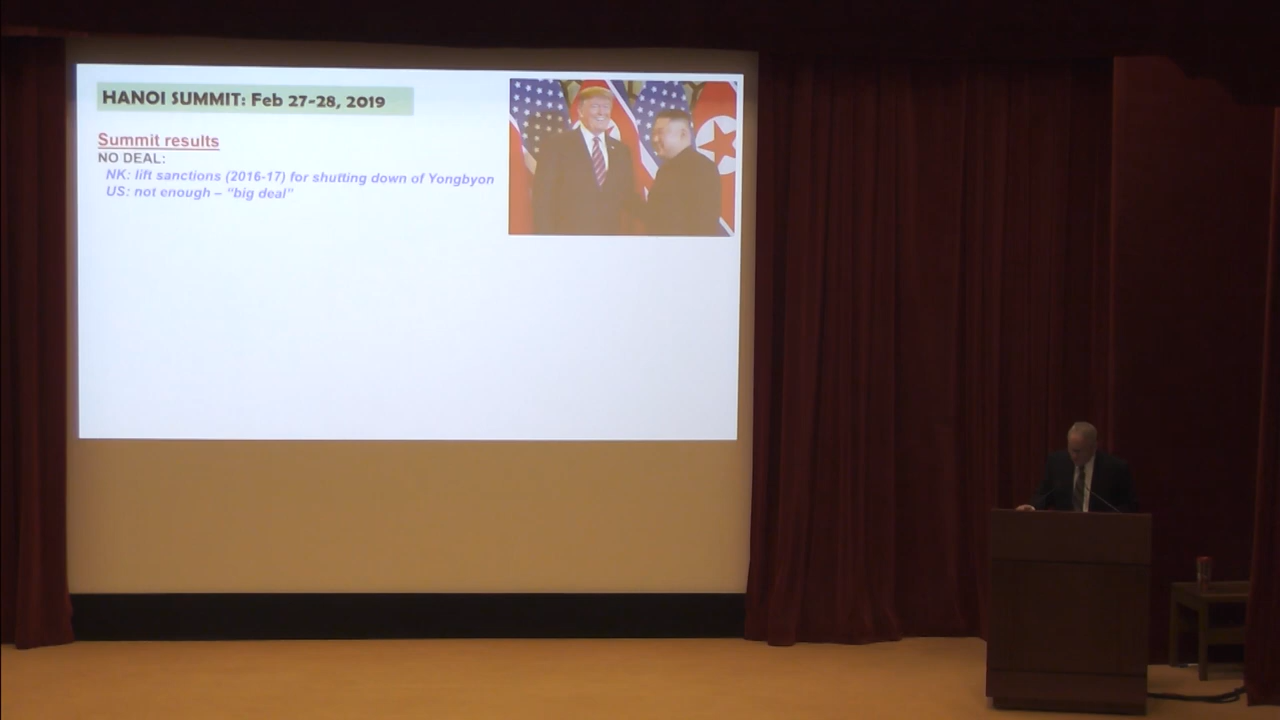 HANOI SUMMIT: Feb 27-28, 2019
Summit results
NO DEAL:
NK: lift sanctions (2016-17) for shutting down of Yongbyon
US: not enough – "big deal"